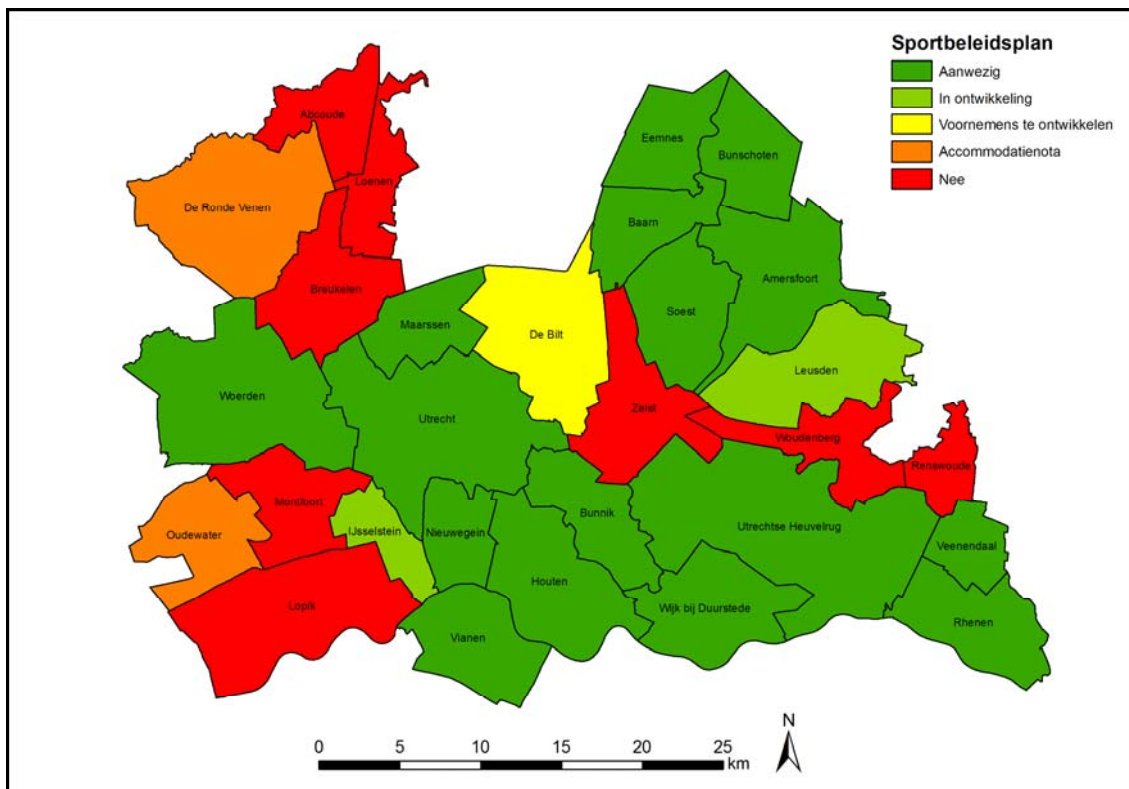 Sportbeleidsplan
Aanwezig
In ontwikkeling
Voornemens te ontwikkelen
Accommodatienota
Nee
Abcoude
Loenen
De Ronde Venen
Breukelen
Eemnes
Bunschoten
Baarn
Amersfoort
Soest
Maarssen
De Bilt
Leusden
Woerden
Utrecht
Zeist
Woudenberg
Renswoude
Montfoort
Oudewater
IJsselstein
Nieuwegein
Bunnik
Utrechtse Heuvelrug
Veenendaal
Houten
Lopik
Wijk bij Duurstede
Rhenen
Vianen
N
0 5 10 15 20 25
km